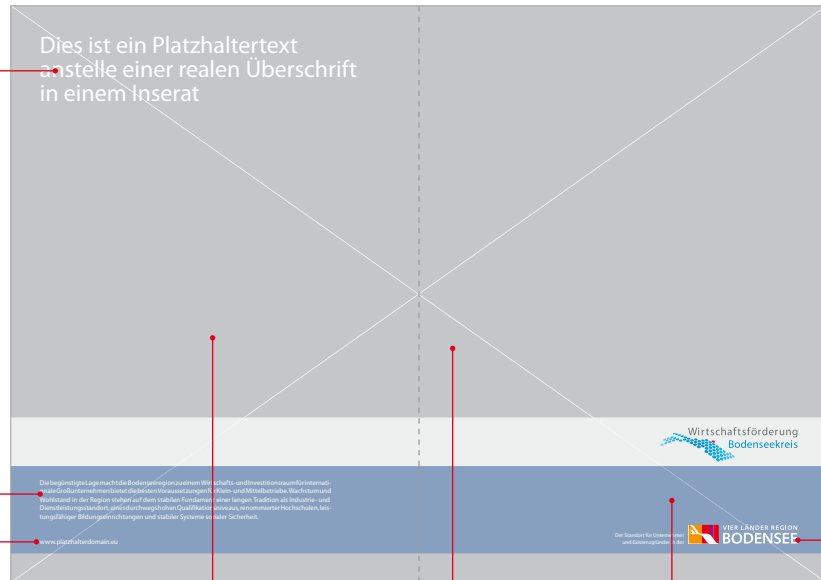 Dies ist ein Platzhaltertext
anstelle einer realen Überschrift
in einem Inserat
Wirtschaftsförderung
Bodenseekreis
Die begünstigte Lage macht die Bodenseeregion zu einem Wirtschafts- und Investitionsraum für internati-
onale Großunternehmen bietet die besten Voraussetzungen für Klein- und Mittelbetriebe. Wachstum und
Wohlstand in der Region stehen auf dem stabilen Fundament einer langen Tradition als Industrie- und
Dienstleistungsstandort, eines durchwegs hohen Qualifikationsniveaus, renommierter Hochschulen, leis-
tungsfähiger Bildungseinrichtungen und stabiler Systeme sozialer Sicherheit.
www.platzhalterdomain.eu
Der Standort für Unternehmer
und Existenzgründer in der
VIER LÄNDER REGION
BODENSEE